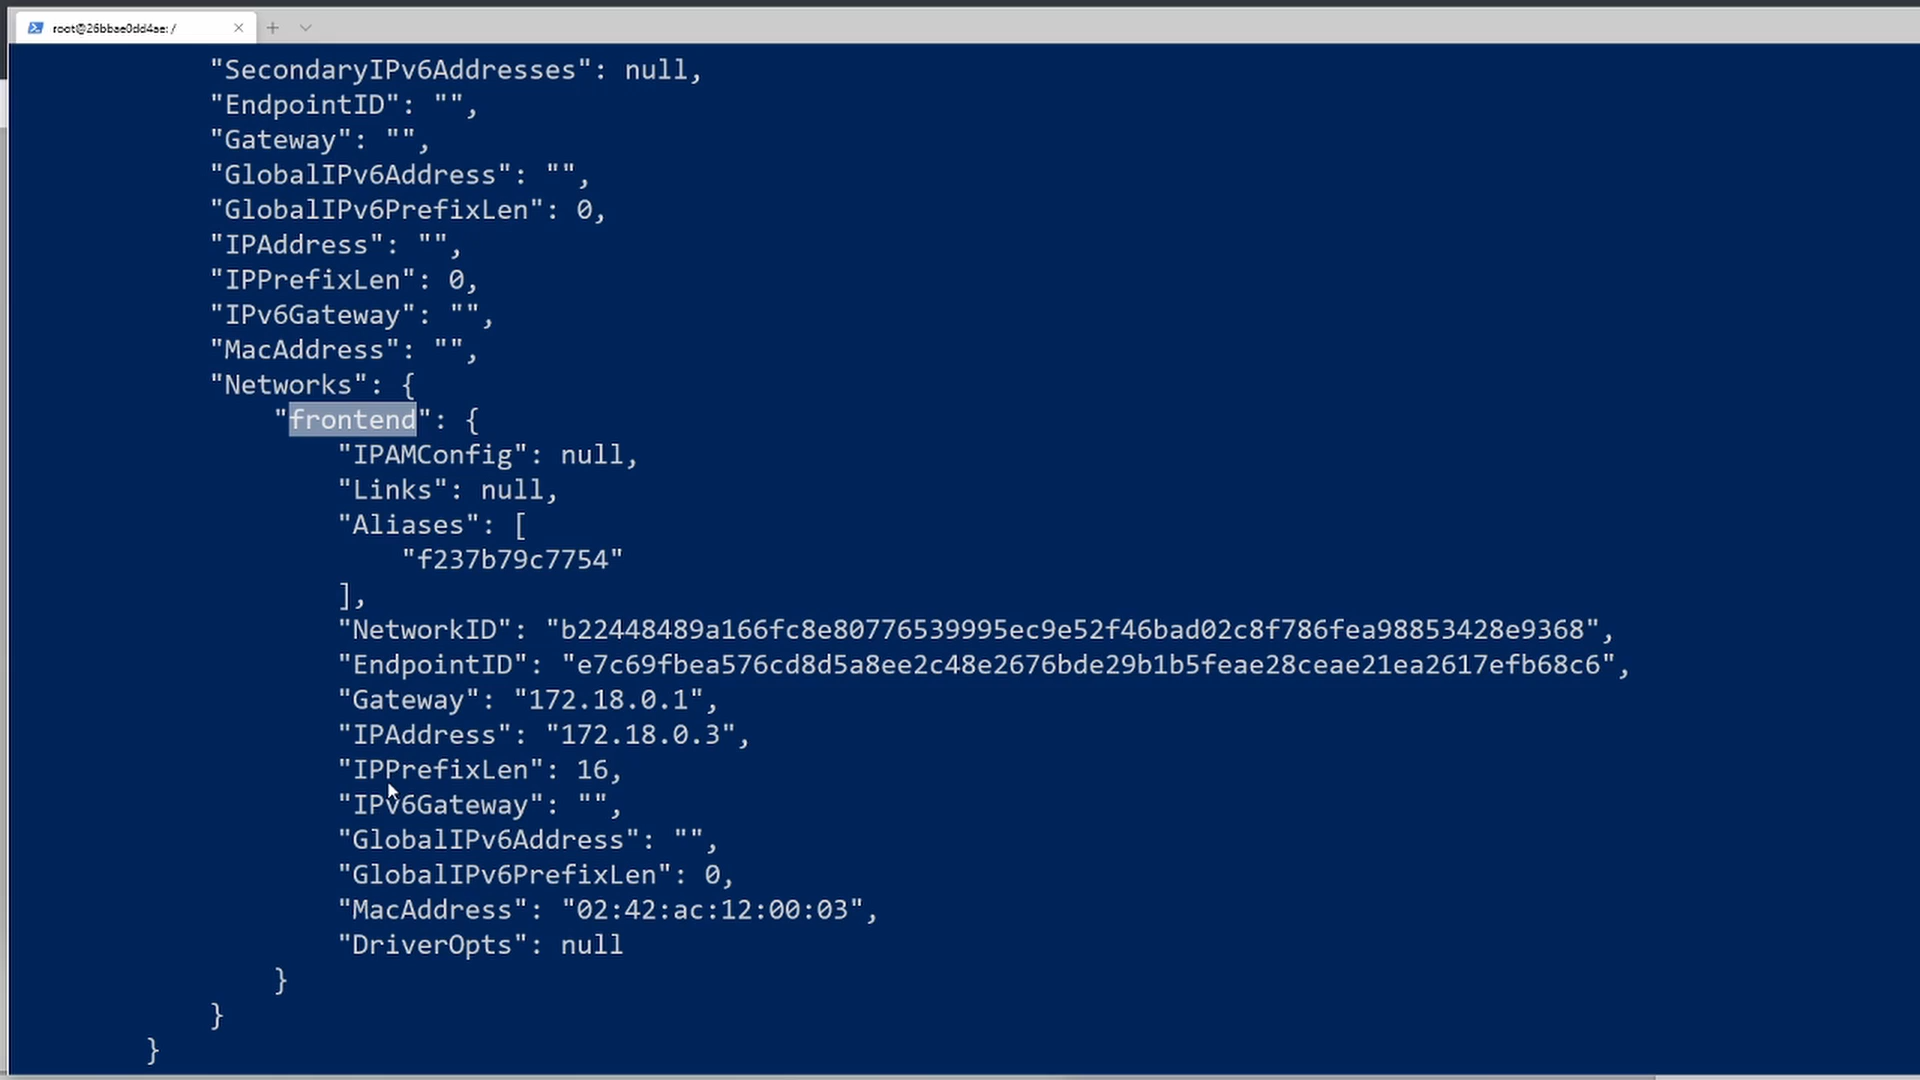 root@26bbae0dd4ae: /
"SecondaryIPv6Addresses": null,
"EndpointID": "",
"Gateway": "",
"GlobalIPv6Address": "",
"GlobalIPv6PrefixLen": 0,
"IPAddress": "",
"IPPrefixLen": 0,
"IPv6Gateway": "",
"MacAddress": "",
"Networks": {
"frontend": {
"IPAMConfig": null,
"Links": null,
"Aliases": [
"f237b79c7754"
],
"NetworkID": "b22448489a166fc8e80776539995ec9e52f46bad02c8f786fea98853428e9368",
"EndpointID": "e7c69fbea576cd8d5a8ee2c48e2676bde29b1b5feae28ceae21ea2617efb68c6",
"Gateway": "172.18.0.1",
"IPAddress": "172.18.0.3",
"IPPrefixLen": 16,
"IPv6Gateway": "",
"GlobalIPv6Address": "",
"GlobalIPv6PrefixLen": 0,
"MacAddress": "02:42:ac:12:00:03",
"DriverOpts": null
}
}
}